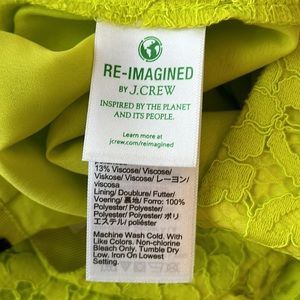 RE-IMAGINED
BY J.CREW
INSPIRED BY THE PLANET
AND ITS PEOPLE.
Learn more at
jcrew.com/reimagined
13% Viscose/ Viscose/
Viskose/ Viscose/ レーヨン/
viscosa
Lining/ Doublure/ Futter/
Voering/ 裏地/ Forro: 100%
Polyester/ Polyester/
Polyester/ Polyester/ ポリ
エステル/ poliéster
Machine Wash Cold. With
Like Colors. Non-chlorine
Bleach Only. Tumble Dry
Low. Iron On Lowest
Setting.